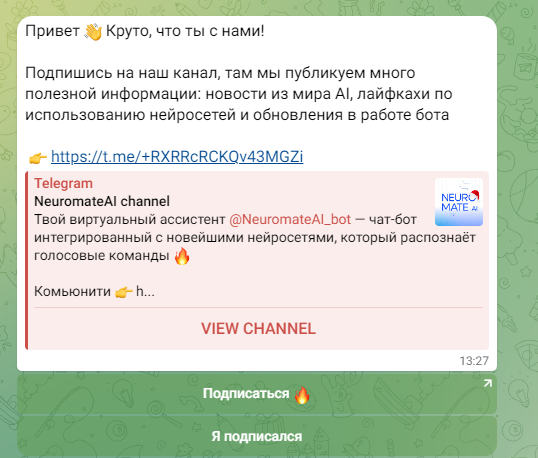 Привет 👋 Круто, что ты с нами!
Подпишись на наш канал, там мы публикуем много
полезной информации: новости из мира AI, лайфкахи по
использованию нейросетей и обновления в работе бота
👉 https://t.me/+RXRRcRCKQv43MGZi
Telegram
NeuromateAI channel
Твой виртуальный ассистент @NeuromateAI_bot — чат-бот
интегрированный с новейшими нейросетями, который распознаёт
голосовые команды 🔥
Комьюнити 👉 h...
NEURO
MATE AI
VIEW CHANNEL
13:27
Подписаться 🔥
Я подписался